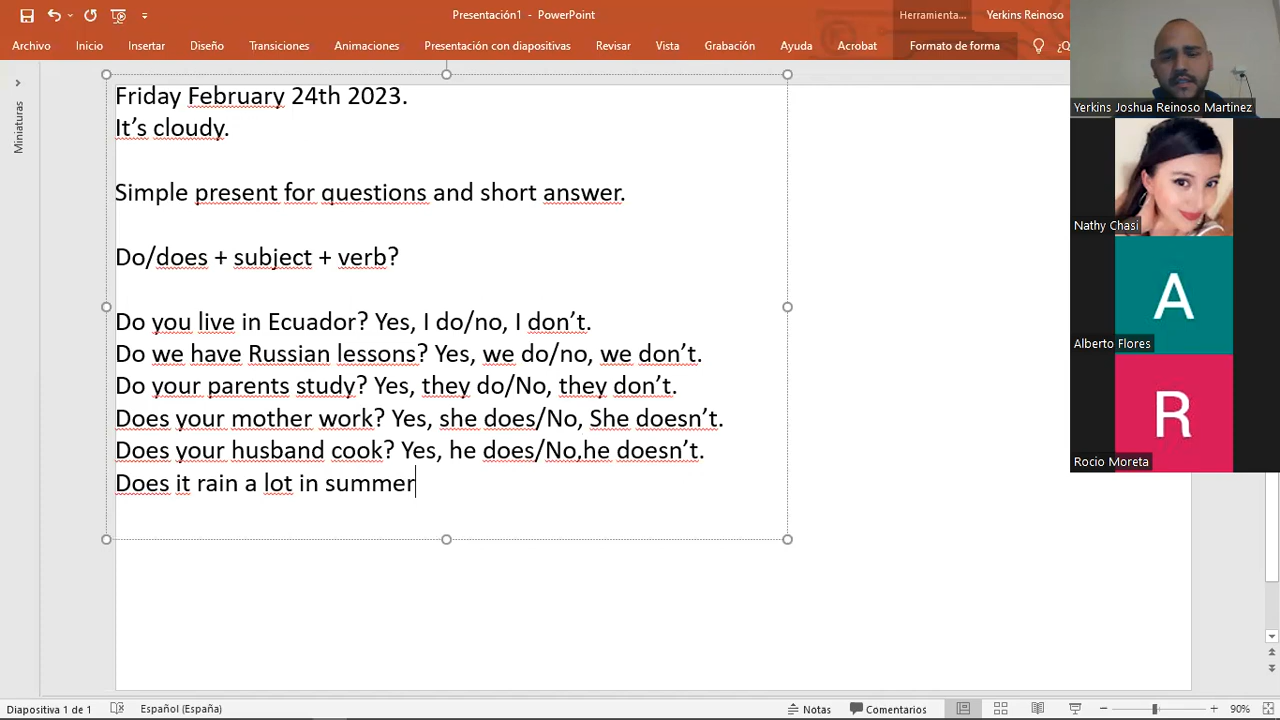 Presentación1 - PowerPoint
Herramienta...
Yerkins Reinoso
Archivo Inicio Insertar Diseño Transiciones Animaciones Presentación con diapositivas Revisar Vista Grabación Ayuda Acrobat Formato de forma ¿Q
Miniaturas
Friday February 24th 2023.
It's cloudy.
Simple present for questions and short answer.
Do/does + subject + verb?
Do you live in Ecuador? Yes, I do/no, I don't.
Do we have Russian lessons? Yes, we do/no, we don't.
Do your parents study? Yes, they do/No, they don't.
Does your mother work? Yes, she does/No, She doesn't.
Does your husband cook? Yes, he does/No,he doesn't.
Does it rain a lot in summer
Yerkins Joshua Reinoso Martinez
Nathy Chasi
A
Alberto Flores
R
Rocio Moreta
Diapositiva 1 de 1 Español (España) Notas Comentarios 90%